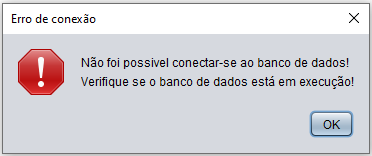 Erro de conexão
Não foi possivel conectar-se ao banco de dados!
Verifique se o banco de dados está em execução!
OK